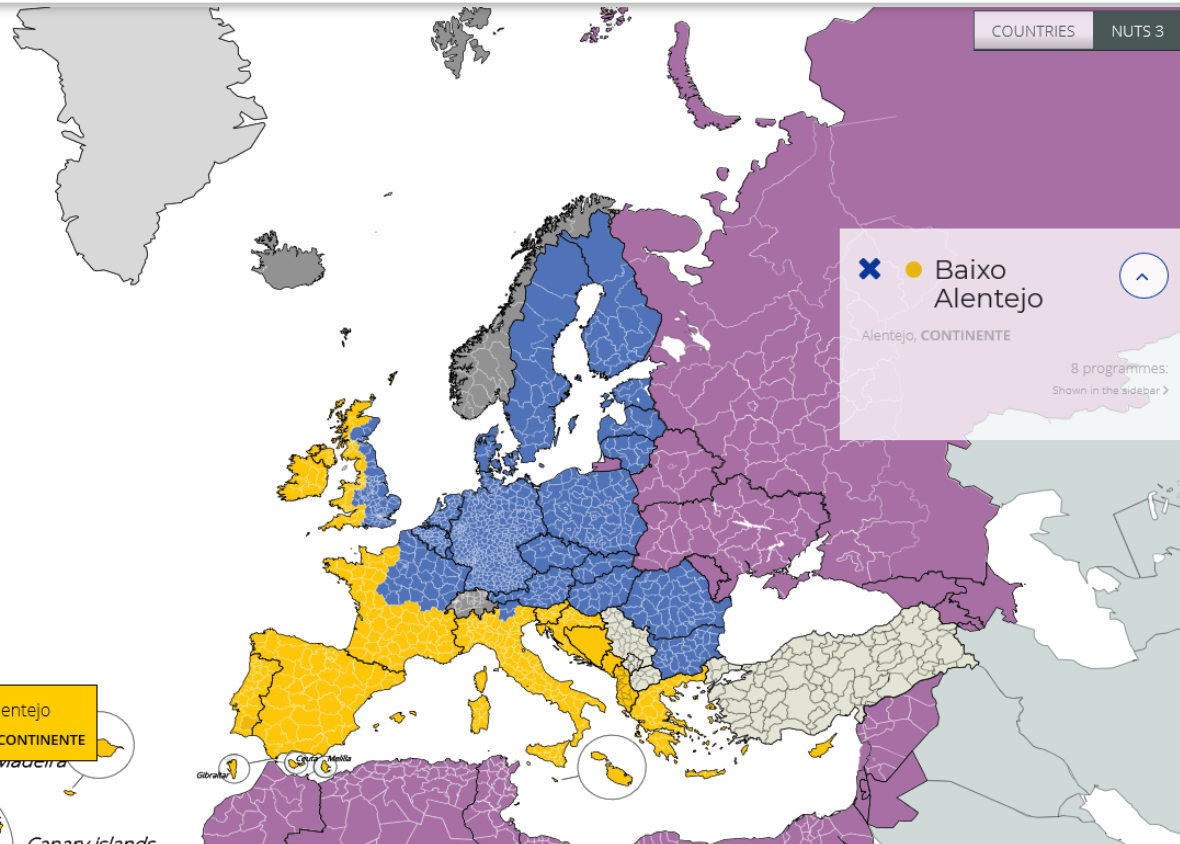 COUNTRIES
NUTS 3
Baixo
Alentejo
Alentejo, CONTINENTE
8 programmes:
Shown in the sidebar
entejo
CONTINENTE
Madeira
Gibraltar
Ceuta
Melilla
Canary islands